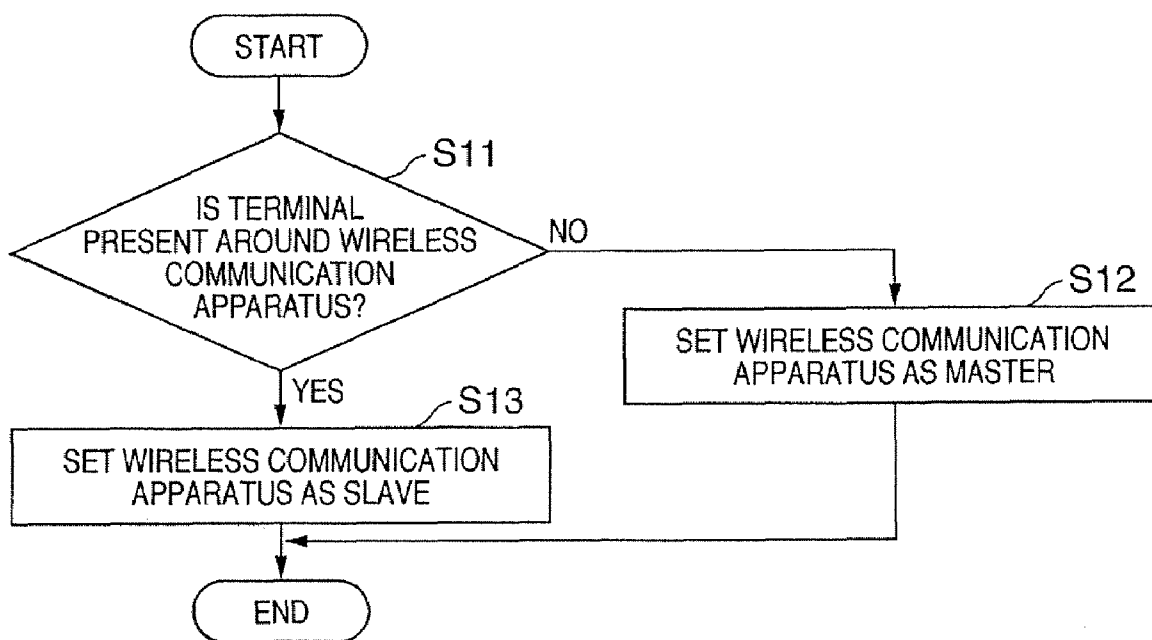 START
S11
IS TERMINAL
PRESENT AROUND WIRELESS
COMMUNICATION
APPARATUS?
NO
S12
SET WIRELESS COMMUNICATION
APPARATUS AS MASTER
YES
S13
SET WIRELESS COMMUNICATION
APPARATUS AS SLAVE
END